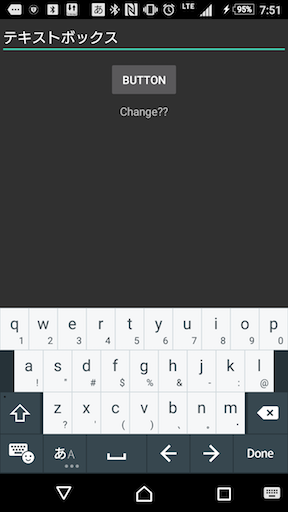 あ N LTE 95% 7:51
テキストボックス
BUTTON
Change??
q w e r t y u i o p
1 2 3 4 5 6 7 8 9 0
a s d f g h j k l
! " # $ % & - : @
z x c v b n m
? ' ( ) , .
あA Done